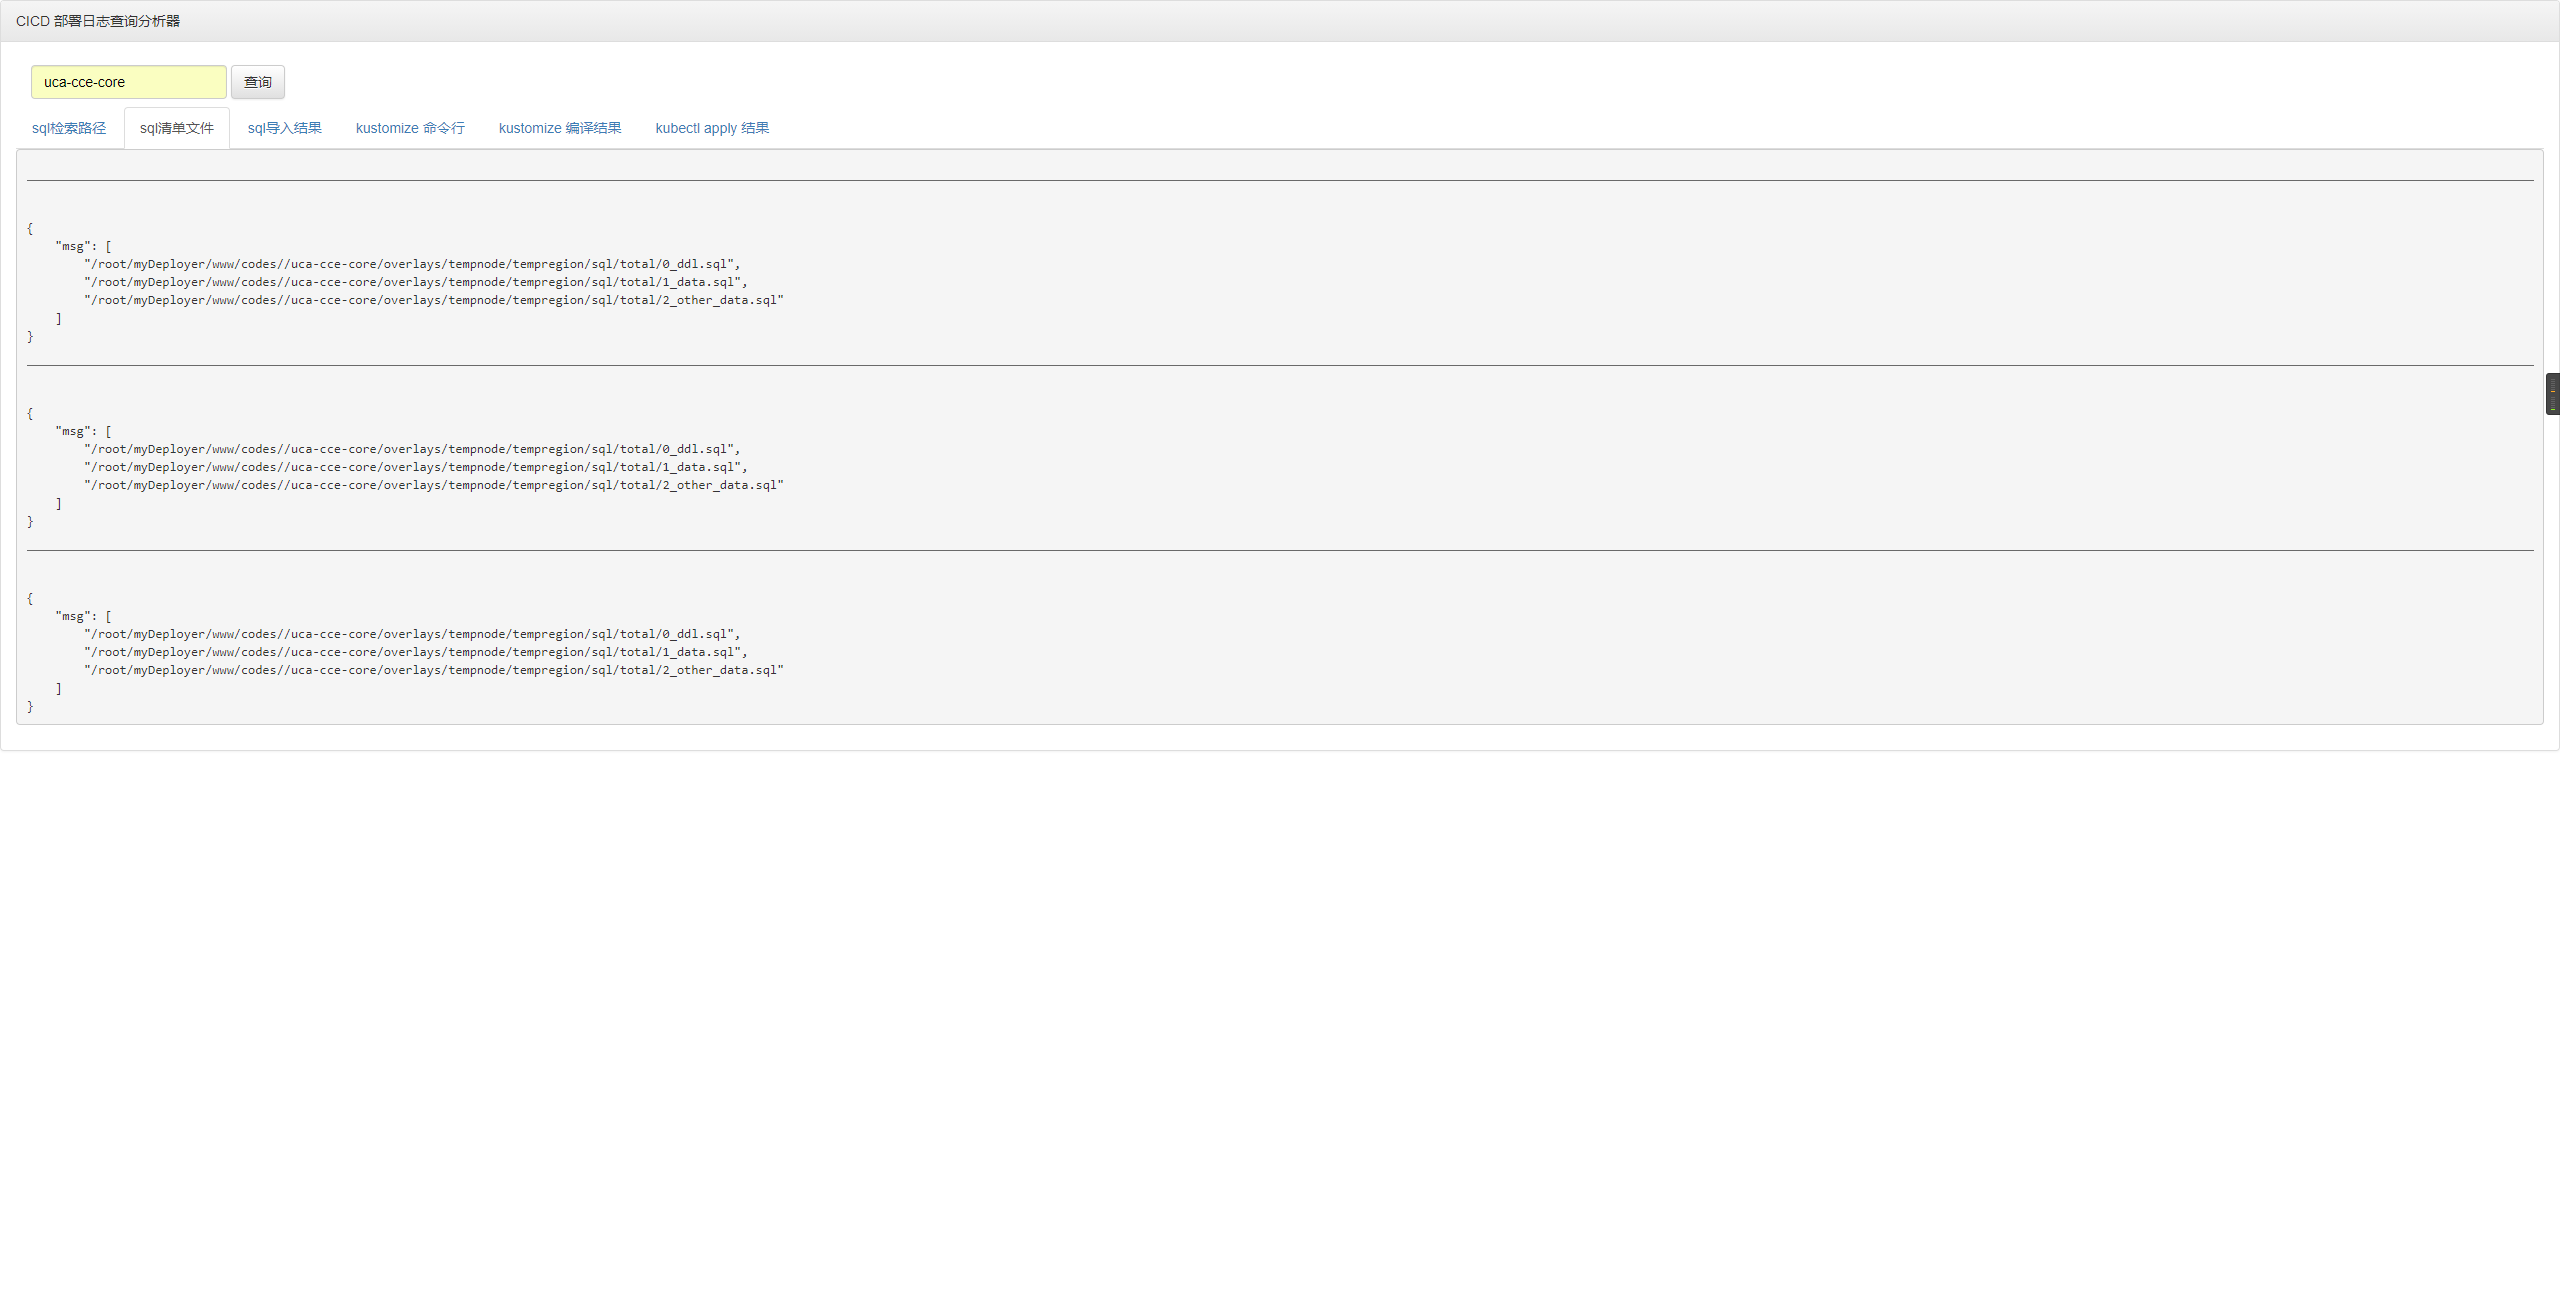 CICD 部署日志查询分析器
uca-cce-core 查询
sql检索路径 sql清单文件 sql导入结果 kustomize 命令行 kustomize 编译结果 kubectl apply 结果
{
    "msg": [
        "/root/myDeployer/www/codes//uca-cce-core/overlays/tempnode/tempregion/sql/total/0_ddl.sql",
        "/root/myDeployer/www/codes//uca-cce-core/overlays/tempnode/tempregion/sql/total/1_data.sql",
        "/root/myDeployer/www/codes//uca-cce-core/overlays/tempnode/tempregion/sql/total/2_other_data.sql"
    ]
}
{
    "msg": [
        "/root/myDeployer/www/codes//uca-cce-core/overlays/tempnode/tempregion/sql/total/0_ddl.sql",
        "/root/myDeployer/www/codes//uca-cce-core/overlays/tempnode/tempregion/sql/total/1_data.sql",
        "/root/myDeployer/www/codes//uca-cce-core/overlays/tempnode/tempregion/sql/total/2_other_data.sql"
    ]
}
{
    "msg": [
        "/root/myDeployer/www/codes//uca-cce-core/overlays/tempnode/tempregion/sql/total/0_ddl.sql",
        "/root/myDeployer/www/codes//uca-cce-core/overlays/tempnode/tempregion/sql/total/1_data.sql",
        "/root/myDeployer/www/codes//uca-cce-core/overlays/tempnode/tempregion/sql/total/2_other_data.sql"
    ]
}